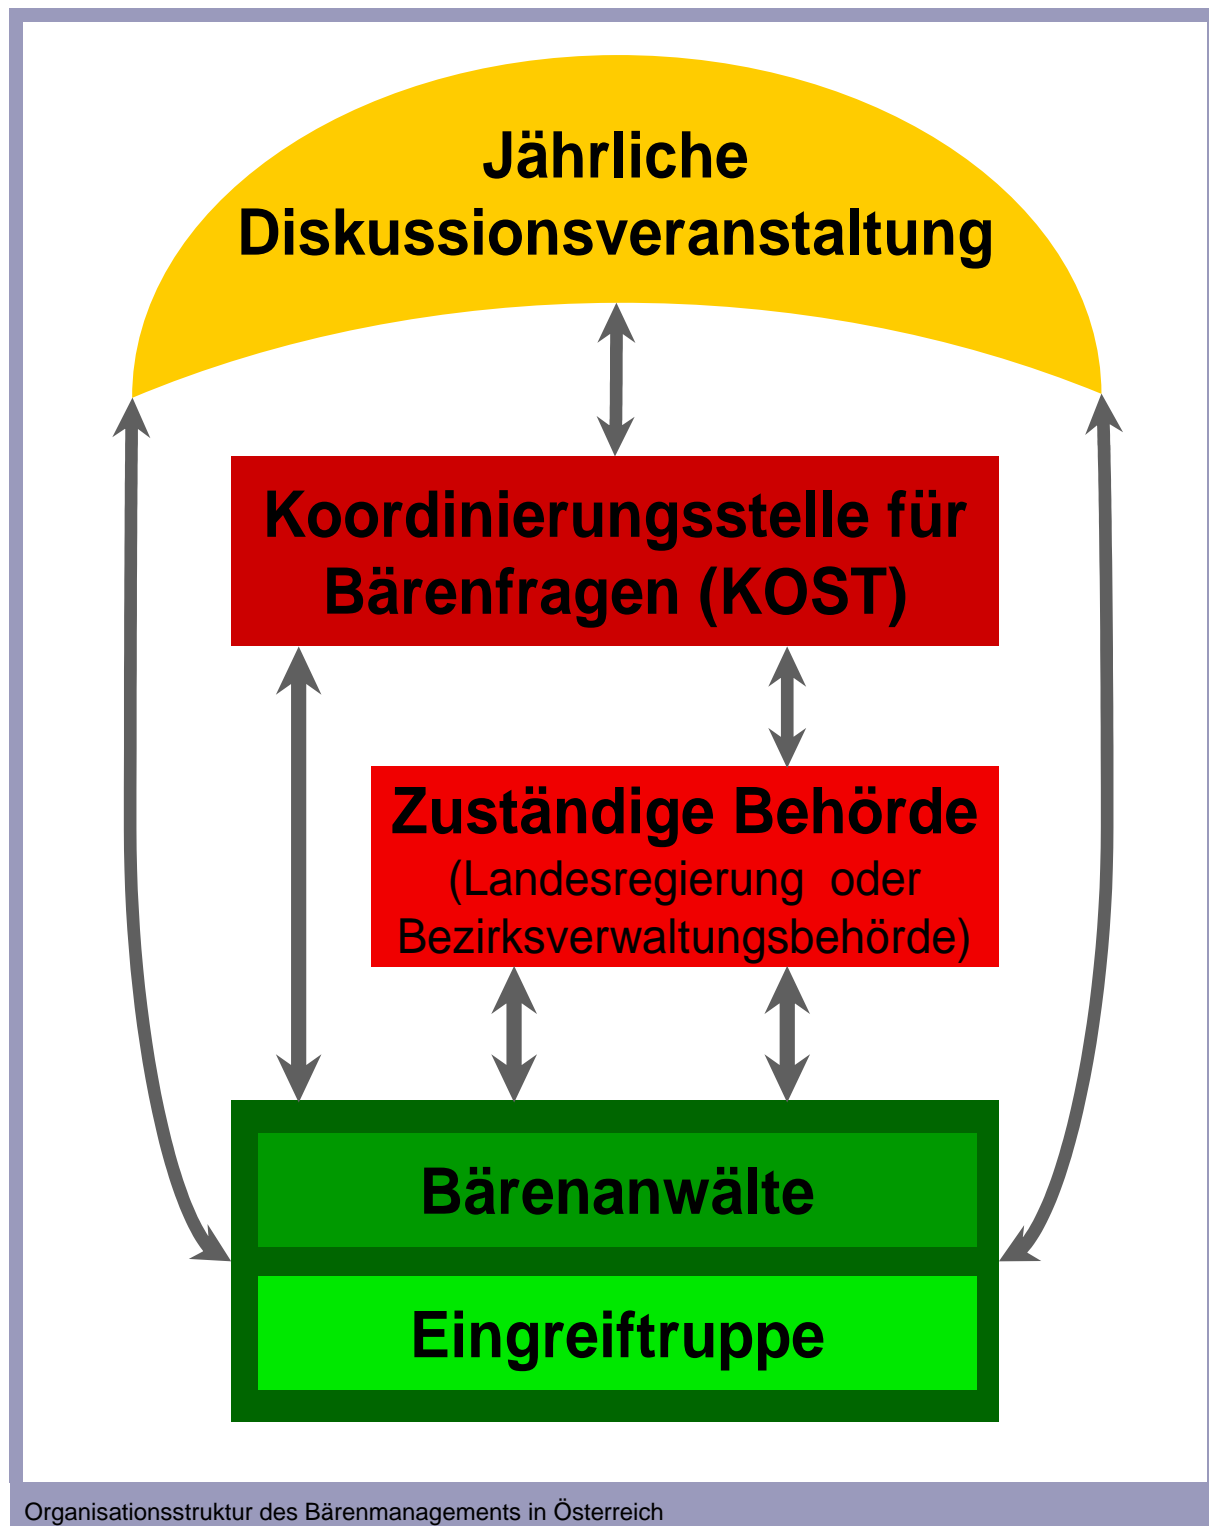 Jährliche
Diskussionsveranstaltung
Koordinierungsstelle für
Bärenfragen (KOST)
Zuständige Behörde
(Landesregierung oder
Bezirksverwaltungsbehörde)
Bärenanwälte
Eingreiftruppe
Organisationsstruktur des Bärenmanagements in Österreich